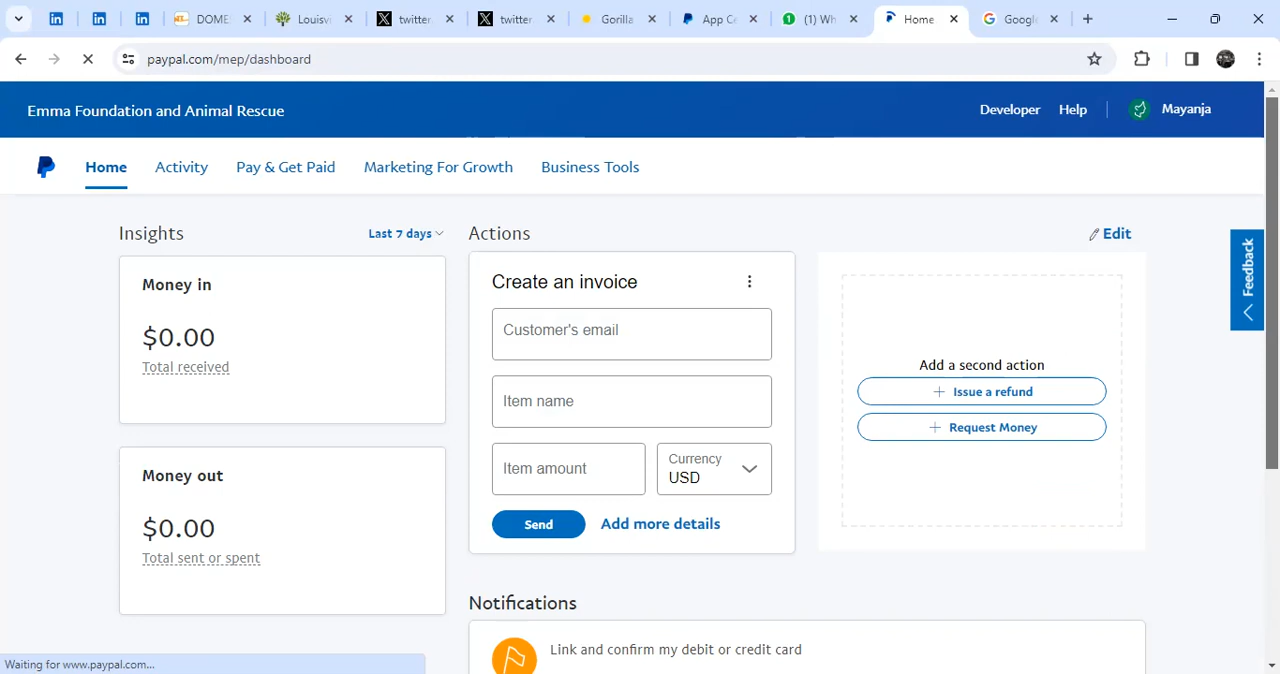 DOME
Louisvi
twitter
twitter
Gorilla
App Ce
(1) Wh
Home
Google
paypal.com/mep/dashboard
Emma Foundation and Animal Rescue
Developer Help Mayanja
Home Activity Pay & Get Paid Marketing For Growth Business Tools
Insights
Last 7 days
Actions
Edit
Money in
$0.00
Total received
Money out
$0.00
Total sent or spent
Create an invoice
Customer's email
Item name
Item amount
Currency
USD
Send
Add more details
Add a second action
Issue a refund
Request Money
Feedback
Notifications
Link and confirm my debit or credit card
Waiting for www.paypal.com...